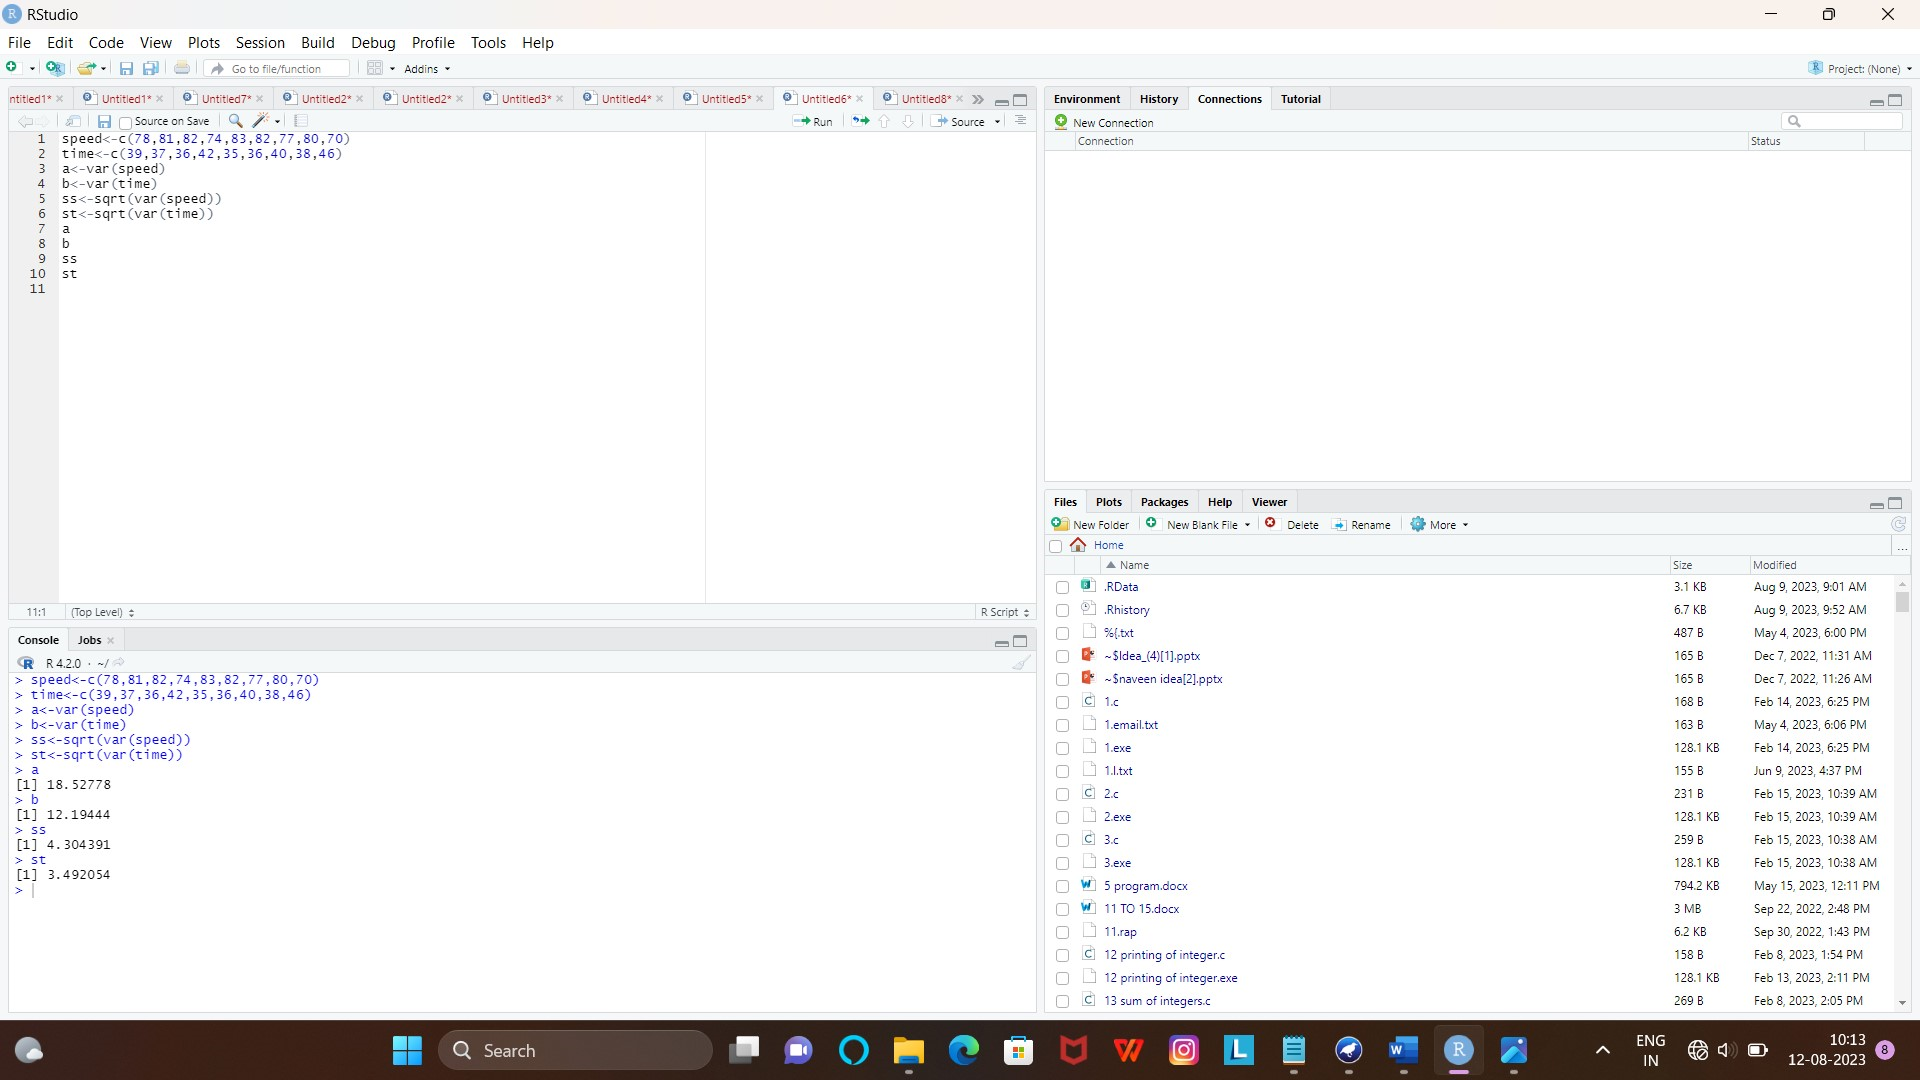 RStudio
File Edit Code View Plots Session Build Debug Profile Tools Help
Go to file/function Addins Project: (None)
ntitled1* Untitled1* Untitled7* Untitled2* Untitled2* Untitled3* Untitled4* Untitled5* Untitled6* Untitled8*
Source on Save Run Source
1 speed<-c(78,81,82,74,83,82,77,80,70)
2 time<-c(39,37,36,42,35,36,40,38,46)
3 a<-var(speed)
4 b<-var(time)
5 ss<-sqrt(var(speed))
6 st<-sqrt(var(time))
7 a
8 b
9 ss
10 st
11
11:1 (Top Level) R Script
Console Jobs
R 4.2.0 · ~/
> speed<-c(78,81,82,74,83,82,77,80,70)
> time<-c(39,37,36,42,35,36,40,38,46)
> a<-var(speed)
> b<-var(time)
> ss<-sqrt(var(speed))
> st<-sqrt(var(time))
> a
[1] 18.52778
> b
[1] 12.19444
> ss
[1] 4.304391
> st
[1] 3.492054
>
Environment History Connections Tutorial
New Connection
Connection Status
Files Plots Packages Help Viewer
New Folder New Blank File Delete Rename More
Home ...
Name Size Modified
.RData 3.1 KB Aug 9, 2023, 9:01 AM
.Rhistory 6.7 KB Aug 9, 2023, 9:52 AM
%{.txt 487 B May 4, 2023, 6:00 PM
~$Idea_(4)[1].pptx 165 B Dec 7, 2022, 11:31 AM
~$naveen idea[2].pptx 165 B Dec 7, 2022, 11:26 AM
1.c 168 B Feb 14, 2023, 6:25 PM
1.email.txt 163 B May 4, 2023, 6:06 PM
1.exe 128.1 KB Feb 14, 2023, 6:25 PM
1.l.txt 155 B Jun 9, 2023, 4:37 PM
2.c 231 B Feb 15, 2023, 10:39 AM
2.exe 128.1 KB Feb 15, 2023, 10:39 AM
3.c 259 B Feb 15, 2023, 10:38 AM
3.exe 128.1 KB Feb 15, 2023, 10:38 AM
5 program.docx 794.2 KB May 15, 2023, 12:11 PM
11 TO 15.docx 3 MB Sep 22, 2022, 2:48 PM
11.rap 6.2 KB Sep 30, 2022, 1:43 PM
12 printing of integer.c 158 B Feb 8, 2023, 1:54 PM
12 printing of integer.exe 128.1 KB Feb 13, 2023, 2:11 PM
13 sum of integers.c 269 B Feb 8, 2023, 2:05 PM
Search
ENG 10:13
IN 12-08-2023 8